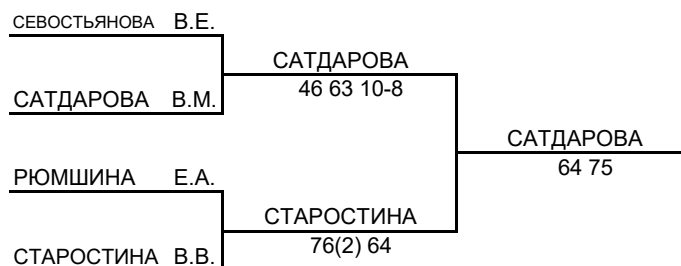 СЕВОСТЬЯНОВА В.Е.
САТДАРОВА
46 63 10-8
САТДАРОВА В.М.
САТДАРОВА
64 75
РЮМШИНА Е.А.
СТАРОСТИНА
76(2) 64
СТАРОСТИНА В.В.